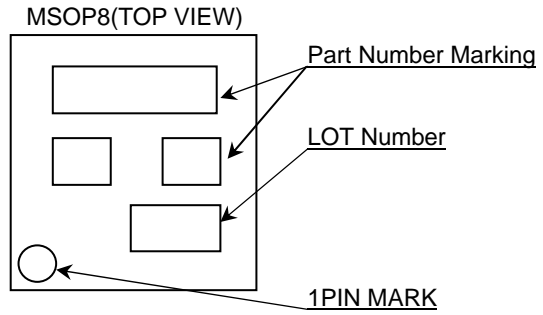 MSOP8(TOP VIEW)
Part Number Marking
LOT Number
1PIN MARK